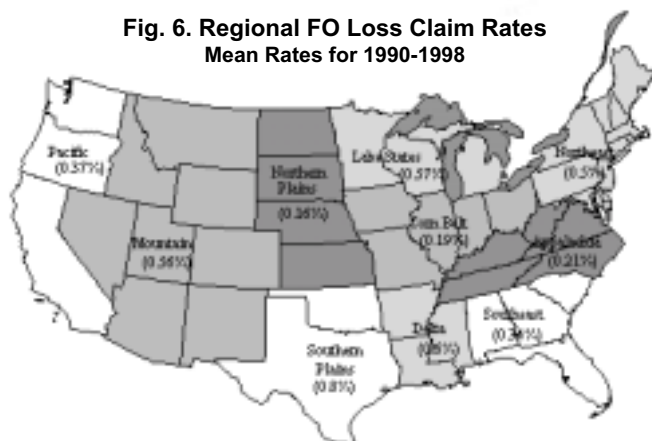 Fig. 6. Regional FO Loss Claim Rates
Mean Rates for 1990-1998
Pacific
(0.37%)
Lake States
(0.57%)
Northeast
Northern
Plains
(0.26%)
Corn Belt
(0.19%)
Appalachia
(0.21%)
Mountain
(0.56%)
Delta
Southeast
Southern
Plains
(0.8%)